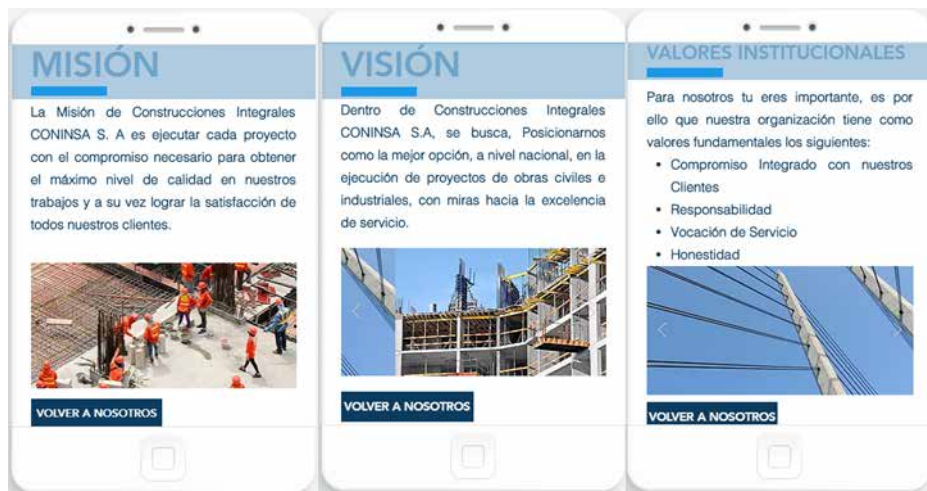 MISIÓN
La Misión de Construcciones Integrales
CONINSA S. A es ejecutar cada proyecto
con el compromiso necesario para obtener
el máximo nivel de calidad en nuestros
trabajos y a su vez lograr la satisfacción de
todos nuestros clientes.
VOLVER A NOSOTROS
VISIÓN
Dentro de Construcciones Integrales
CONINSA S.A, se busca, Posicionarnos
como la mejor opción, a nivel nacional, en la
ejecución de proyectos de obras civiles e
industriales, con miras hacia la excelencia
de servicio.
VOLVER A NOSOTROS
VALORES INSTITUCIONALES
Para nosotros tu eres importante, es por
ello que nuestra organización tiene como
valores fundamentales los siguientes:
• Compromiso Integrado con nuestros
Clientes
• Responsabilidad
• Vocación de Servicio
• Honestidad
VOLVER A NOSOTROS